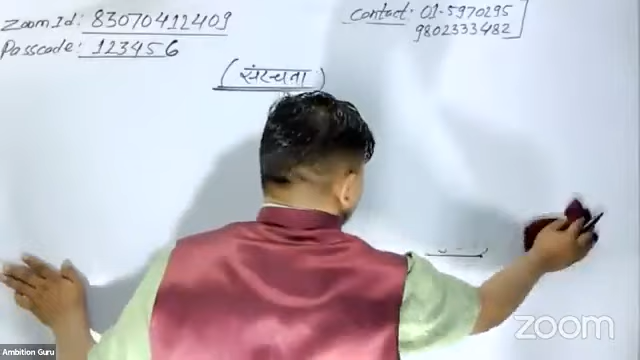 Zoom Id: 83070412409
Passcode: 123456
Contact: 01-5970295
9802333482
(संरचना)
zoom
Ambition Guru